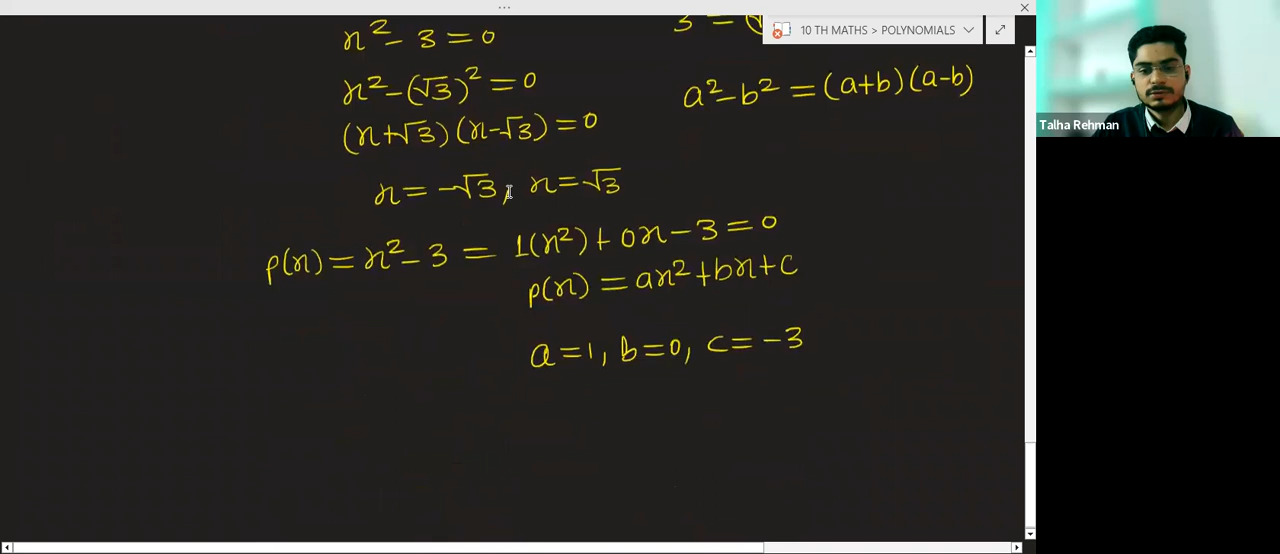 x² - 3 = 0
10 TH MATHS > POLYNOMIALS
x² - (√3)² = 0
a² - b² = (a+b)(a-b)
(x+√3)(x-√3) = 0
Talha Rehman
x = -√3, x = √3
p(x) = x² - 3 = 1(x²) + 0x - 3 = 0
p(x) = ax² + bx + c
a = 1, b = 0, c = -3